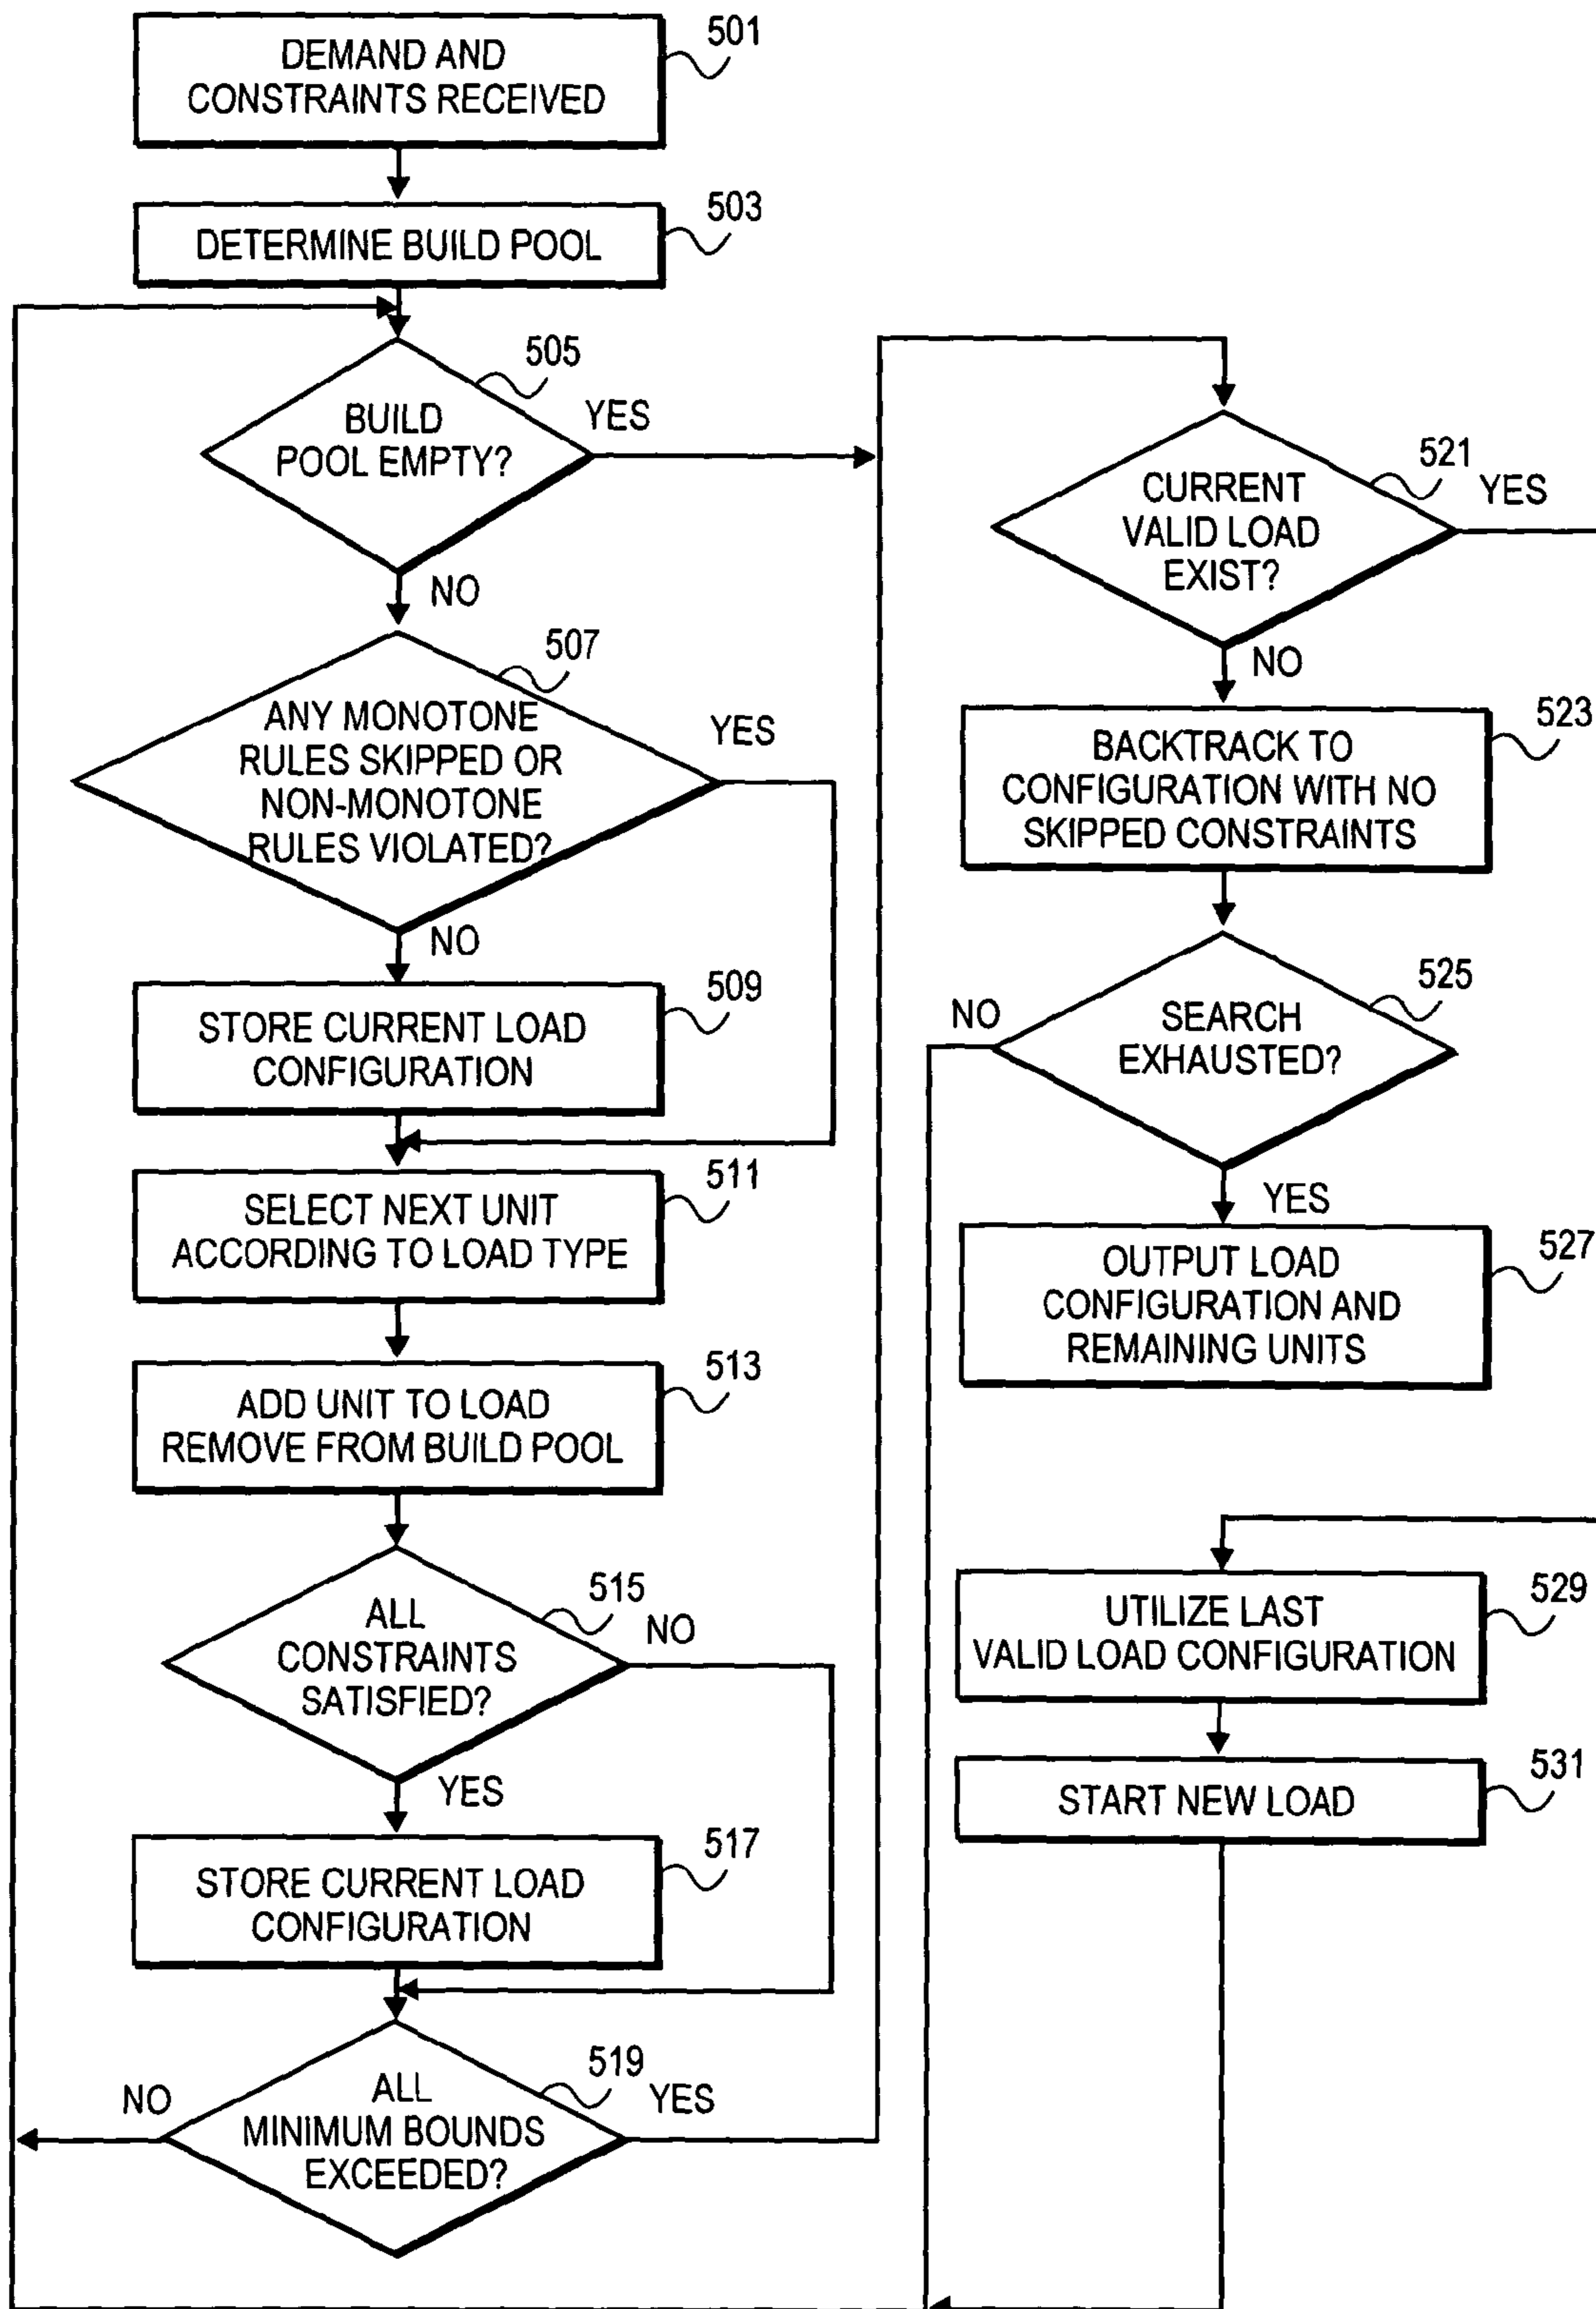 501
DEMAND AND
CONSTRAINTS RECEIVED
503
DETERMINE BUILD POOL
505
BUILD
POOL EMPTY?
YES
NO
507
ANY MONOTONE
RULES SKIPPED OR
NON-MONOTONE
RULES VIOLATED?
YES
NO
509
STORE CURRENT LOAD
CONFIGURATION
511
SELECT NEXT UNIT
ACCORDING TO LOAD TYPE
513
ADD UNIT TO LOAD
REMOVE FROM BUILD POOL
515
ALL
CONSTRAINTS
SATISFIED?
NO
YES
517
STORE CURRENT LOAD
CONFIGURATION
519
ALL
MINIMUM BOUNDS
EXCEEDED?
NO
YES
521
CURRENT
VALID LOAD
EXIST?
YES
NO
523
BACKTRACK TO
CONFIGURATION WITH NO
SKIPPED CONSTRAINTS
525
SEARCH
EXHAUSTED?
NO
YES
527
OUTPUT LOAD
CONFIGURATION AND
REMAINING UNITS
529
UTILIZE LAST
VALID LOAD CONFIGURATION
531
START NEW LOAD